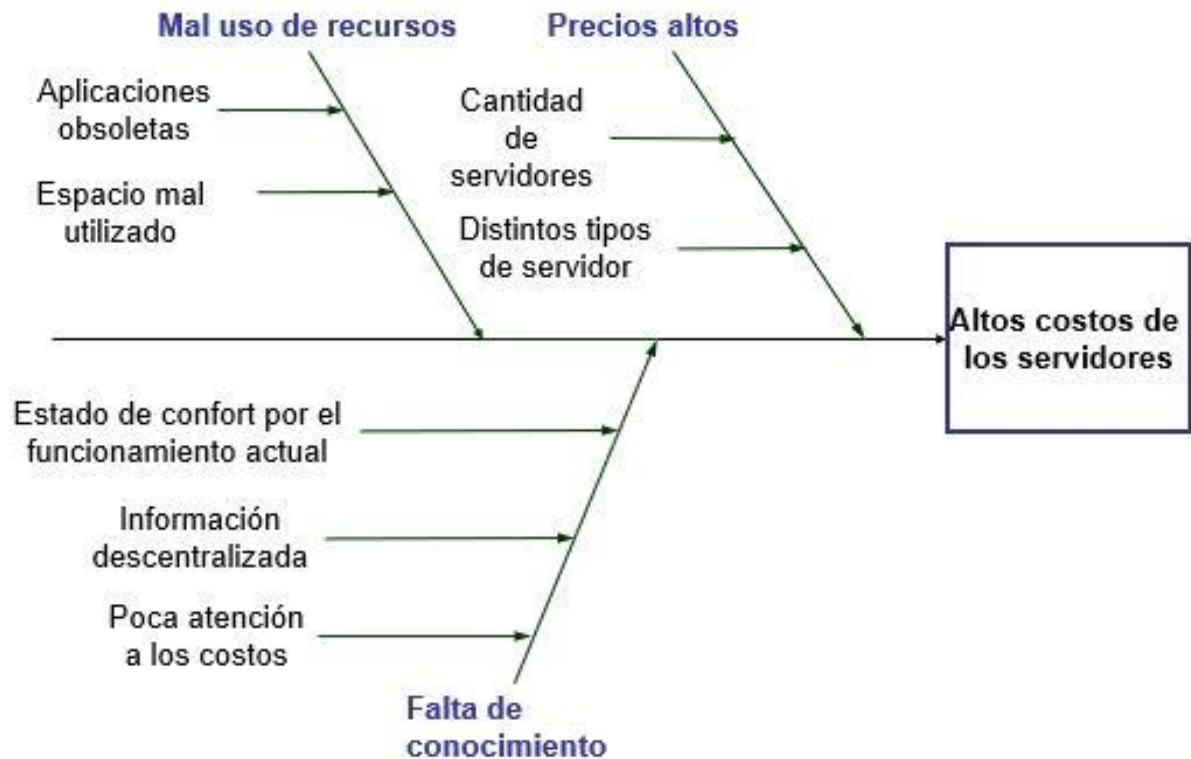 Mal uso de recursos
Precios altos
Aplicaciones
obsoletas
Espacio mal
utilizado
Cantidad
de
servidores
Distintos tipos
de servidor
Altos costos de
los servidores
Estado de confort por el
funcionamiento actual
Información
descentralizada
Poca atención
a los costos
Falta de
conocimiento